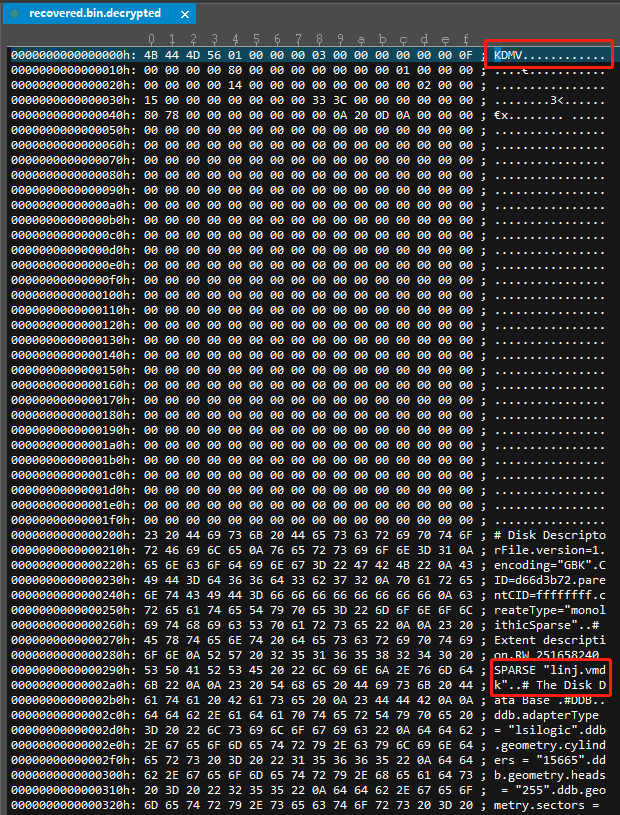 recovered.bin.decrypted ×
0 1 2 3 4 5 6 7 8 9 a b c d e f
0000000000000000h: 4B 44 4D 56 01 00 00 00 03 00 00 00 00 00 00 0F ; KDMV............
0000000000000010h: 00 00 00 00 80 00 00 00 00 00 00 00 01 00 00 00 ; ....€...........
0000000000000020h: 00 00 00 00 14 00 00 00 00 00 00 00 02 00 00 00 ; ................
0000000000000030h: 15 00 00 00 00 00 00 00 33 3C 00 00 00 00 00 00 ; ........3<......
0000000000000040h: 80 78 00 00 00 00 00 00 00 0A 20 0D 0A 00 00 00 ; €x........ .....
0000000000000050h: 00 00 00 00 00 00 00 00 00 00 00 00 00 00 00 00 ; ................
0000000000000060h: 00 00 00 00 00 00 00 00 00 00 00 00 00 00 00 00 ; ................
0000000000000070h: 00 00 00 00 00 00 00 00 00 00 00 00 00 00 00 00 ; ................
0000000000000080h: 00 00 00 00 00 00 00 00 00 00 00 00 00 00 00 00 ; ................
0000000000000090h: 00 00 00 00 00 00 00 00 00 00 00 00 00 00 00 00 ; ................
00000000000000a0h: 00 00 00 00 00 00 00 00 00 00 00 00 00 00 00 00 ; ................
00000000000000b0h: 00 00 00 00 00 00 00 00 00 00 00 00 00 00 00 00 ; ................
00000000000000c0h: 00 00 00 00 00 00 00 00 00 00 00 00 00 00 00 00 ; ................
00000000000000d0h: 00 00 00 00 00 00 00 00 00 00 00 00 00 00 00 00 ; ................
00000000000000e0h: 00 00 00 00 00 00 00 00 00 00 00 00 00 00 00 00 ; ................
00000000000000f0h: 00 00 00 00 00 00 00 00 00 00 00 00 00 00 00 00 ; ................
0000000000000100h: 00 00 00 00 00 00 00 00 00 00 00 00 00 00 00 00 ; ................
0000000000000110h: 00 00 00 00 00 00 00 00 00 00 00 00 00 00 00 00 ; ................
0000000000000120h: 00 00 00 00 00 00 00 00 00 00 00 00 00 00 00 00 ; ................
0000000000000130h: 00 00 00 00 00 00 00 00 00 00 00 00 00 00 00 00 ; ................
0000000000000140h: 00 00 00 00 00 00 00 00 00 00 00 00 00 00 00 00 ; ................
0000000000000150h: 00 00 00 00 00 00 00 00 00 00 00 00 00 00 00 00 ; ................
0000000000000160h: 00 00 00 00 00 00 00 00 00 00 00 00 00 00 00 00 ; ................
0000000000000170h: 00 00 00 00 00 00 00 00 00 00 00 00 00 00 00 00 ; ................
0000000000000180h: 00 00 00 00 00 00 00 00 00 00 00 00 00 00 00 00 ; ................
0000000000000190h: 00 00 00 00 00 00 00 00 00 00 00 00 00 00 00 00 ; ................
00000000000001a0h: 00 00 00 00 00 00 00 00 00 00 00 00 00 00 00 00 ; ................
00000000000001b0h: 00 00 00 00 00 00 00 00 00 00 00 00 00 00 00 00 ; ................
00000000000001c0h: 00 00 00 00 00 00 00 00 00 00 00 00 00 00 00 00 ; ................
00000000000001d0h: 00 00 00 00 00 00 00 00 00 00 00 00 00 00 00 00 ; ................
00000000000001e0h: 00 00 00 00 00 00 00 00 00 00 00 00 00 00 00 00 ; ................
00000000000001f0h: 00 00 00 00 00 00 00 00 00 00 00 00 00 00 00 00 ; ................
0000000000000200h: 23 20 44 69 73 6B 20 44 65 73 63 72 69 70 74 6F ; # Disk Descripto
0000000000000210h: 72 46 69 6C 65 0A 76 65 72 73 69 6F 6E 3D 31 0A ; rFile.version=1.
0000000000000220h: 65 6E 63 6F 64 69 6E 67 3D 22 47 42 4B 22 0A 43 ; encoding="GBK".C
0000000000000230h: 49 44 3D 64 36 36 64 33 62 37 32 0A 70 61 72 65 ; ID=d66d3b72.pare
0000000000000240h: 6E 74 43 49 44 3D 66 66 66 66 66 66 66 66 0A 63 ; ntCID=ffffffff.c
0000000000000250h: 72 65 61 74 65 54 79 70 65 3D 22 6D 6F 6E 6F 6C ; reateType="monol
0000000000000260h: 69 74 68 69 63 53 70 61 72 73 65 22 0A 0A 23 20 ; ithicSparse"..#
0000000000000270h: 45 78 74 65 6E 74 20 64 65 73 63 72 69 70 74 69 ; Extent descripti
0000000000000280h: 6F 6E 0A 52 57 20 32 35 31 36 35 38 32 34 30 20 ; on.RW 251658240
0000000000000290h: 53 50 41 52 53 45 20 22 6C 69 6E 6A 2E 76 6D 64 ; SPARSE "linj.vmd
00000000000002a0h: 6B 22 0A 0A 23 20 54 68 65 20 44 69 73 6B 20 44 ; k"..# The Disk D
00000000000002b0h: 61 74 61 20 42 61 73 65 20 0A 23 44 44 42 0A 0A ; ata Base .#DDB..
00000000000002c0h: 64 64 62 2E 61 64 61 70 74 65 72 54 79 70 65 20 ; ddb.adapterType
00000000000002d0h: 3D 20 22 6C 73 69 6C 6F 67 69 63 22 0A 64 64 62 ; = "lsilogic".ddb
00000000000002e0h: 2E 67 65 6F 6D 65 74 72 79 2E 63 79 6C 69 6E 64 ; .geometry.cylind
00000000000002f0h: 65 72 73 20 3D 20 22 31 35 36 36 35 22 0A 64 64 ; ers = "15665".dd
0000000000000300h: 62 2E 67 65 6F 6D 65 74 72 79 2E 68 65 61 64 73 ; b.geometry.heads
0000000000000310h: 20 3D 20 22 32 35 35 22 0A 64 64 62 2E 67 65 6F ;  = "255".ddb.geo
0000000000000320h: 6D 65 74 72 79 2E 73 65 63 74 6F 72 73 20 3D 20 ; metry.sectors =